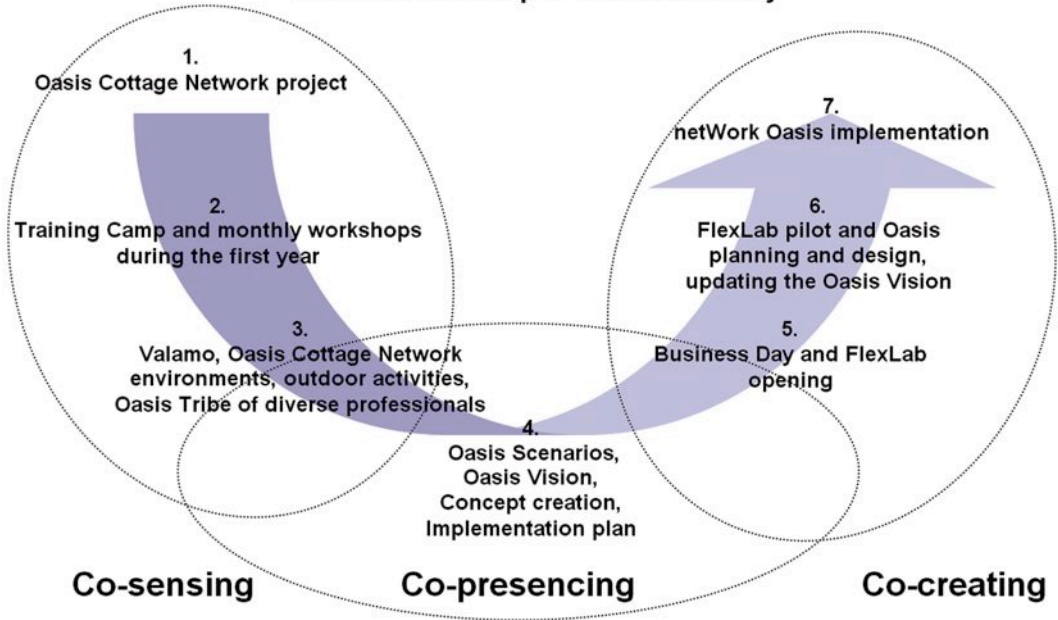 1.
Oasis Cottage Network project
2.
Training Camp and monthly workshops
during the first year
3.
Valamo, Oasis Cottage Network
environments, outdoor activities,
Oasis Tribe of diverse professionals
4.
Oasis Scenarios,
Oasis Vision,
Concept creation,
Implementation plan
5.
Business Day and FlexLab
opening
6.
FlexLab pilot and Oasis
planning and design,
updating the Oasis Vision
7.
netWork Oasis implementation
Co-sensing
Co-presencing
Co-creating